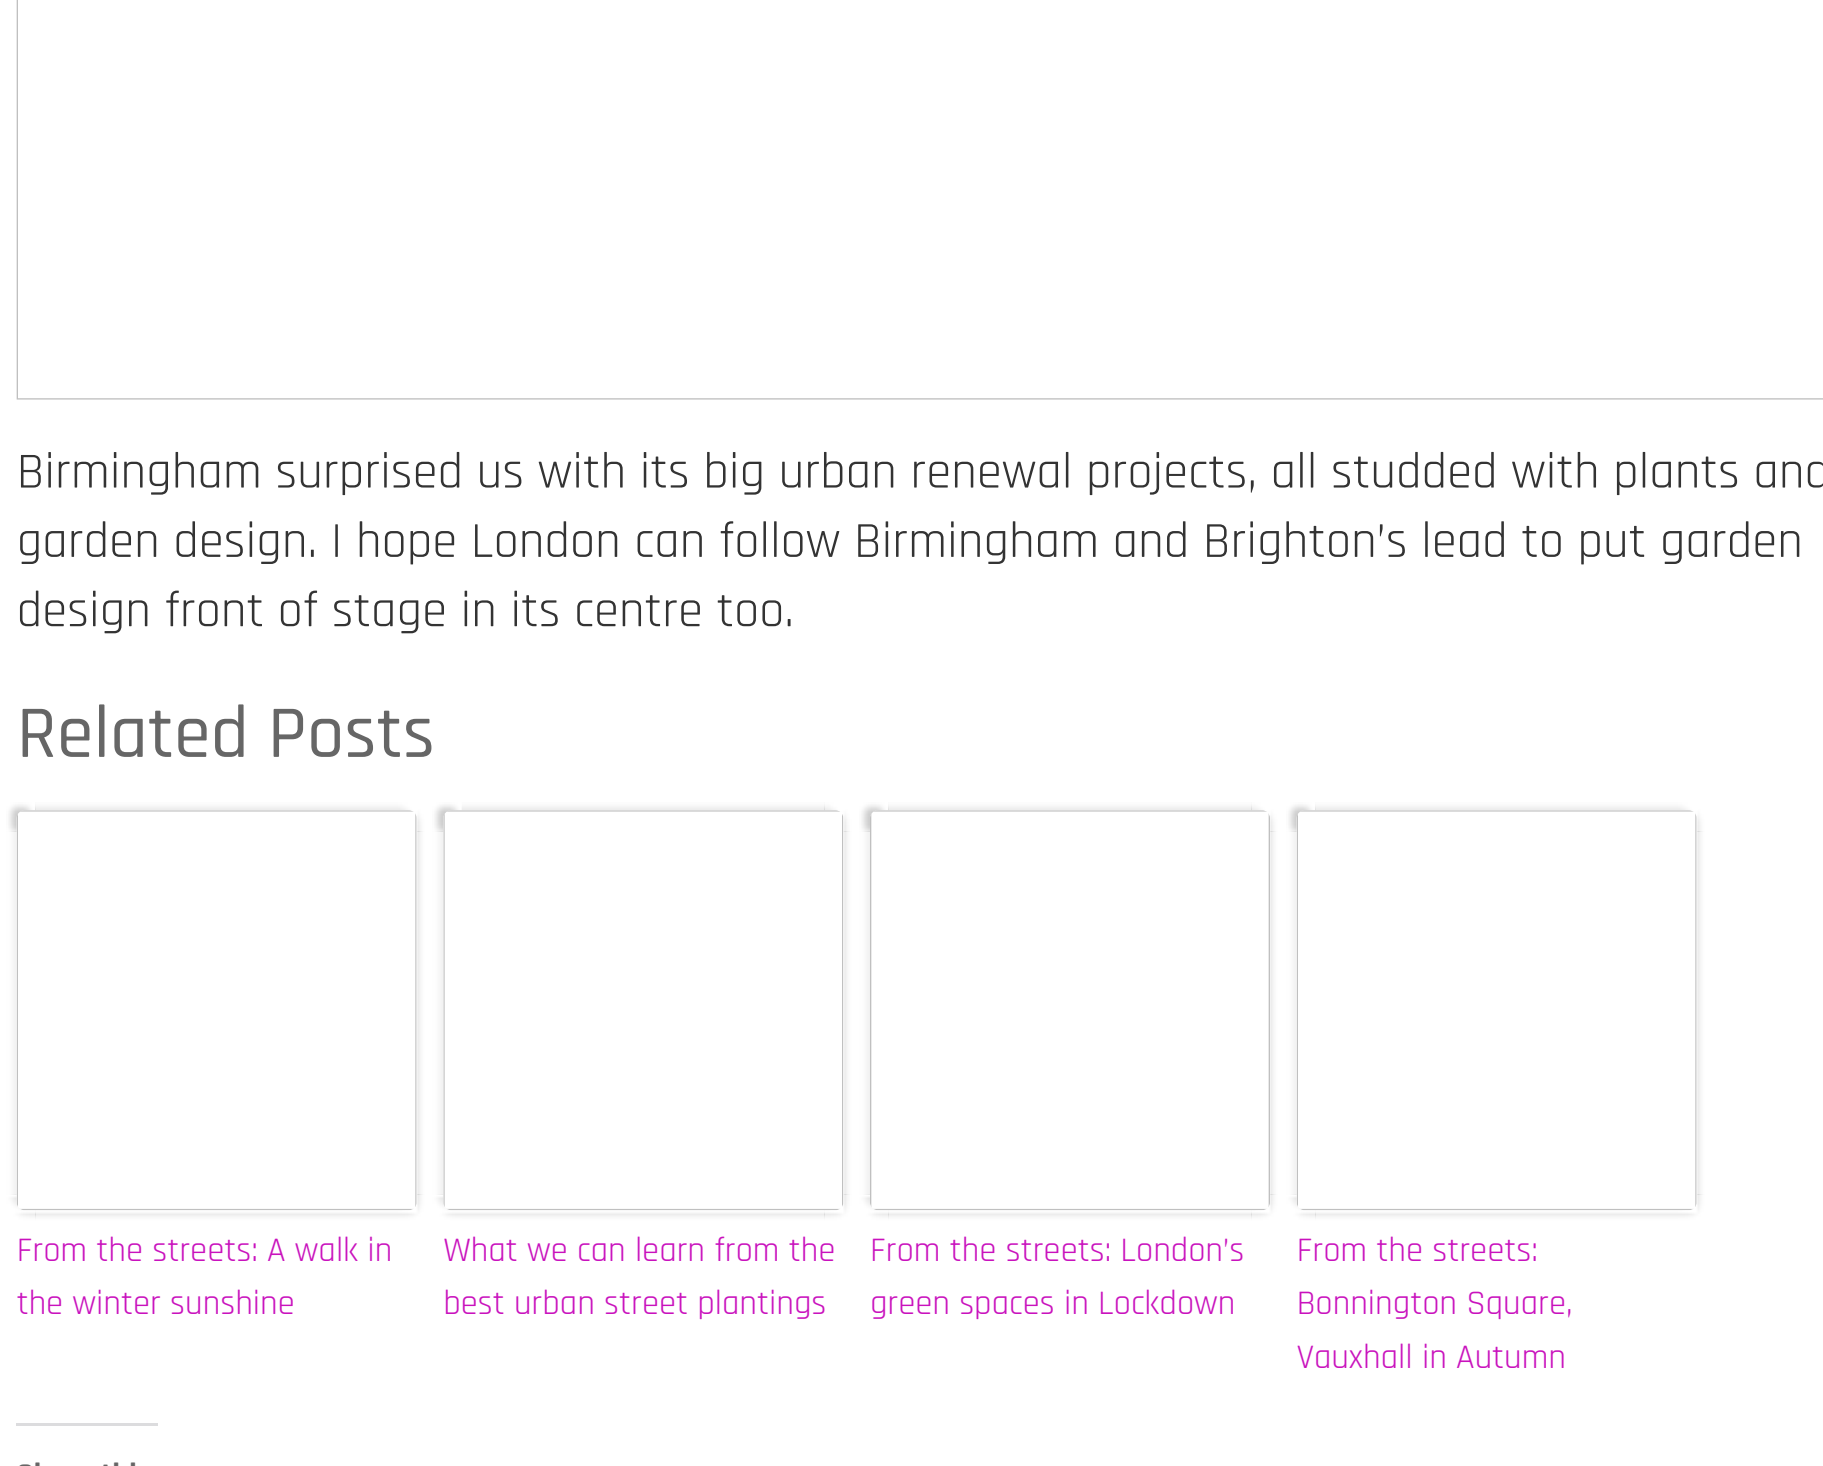 Birmingham surprised us with its big urban renewal projects, all studded with plants and
garden design. I hope London can follow Birmingham and Brighton's lead to put garden
design front of stage in its centre too.
Related Posts
From the streets: A walk in
the winter sunshine
What we can learn from the
best urban street plantings
From the streets: London's
green spaces in Lockdown
From the streets:
Bonnington Square,
Vauxhall in Autumn